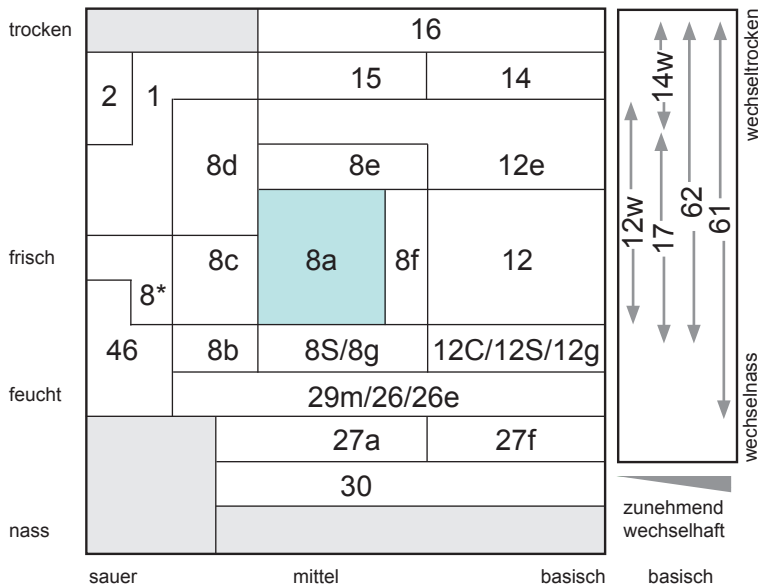 trocken
16
2
1
15
14
8d
8e
12e
frisch
8c
8a
8f
12
8*
46
8b
8S/8g
12C/12S/12g
feucht
29m/26/26e
27a
27f
30
nass
sauer
mittel
basisch
wechseltrocken
14w
12w
17
62
61
wechselnass
zunehmend
wechselhaft
basisch